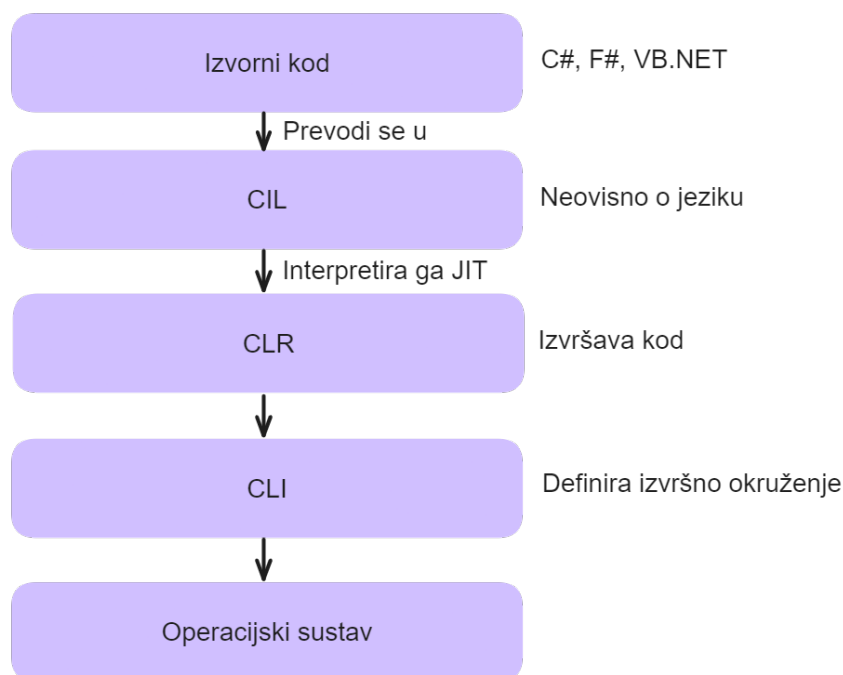 Izvorni kod
C#, F#, VB.NET
Prevodi se u
CIL
Neovisno o jeziku
Interpretira ga JIT
CLR
Izvršava kod
CLI
Definira izvršno okruženje
Operacijski sustav